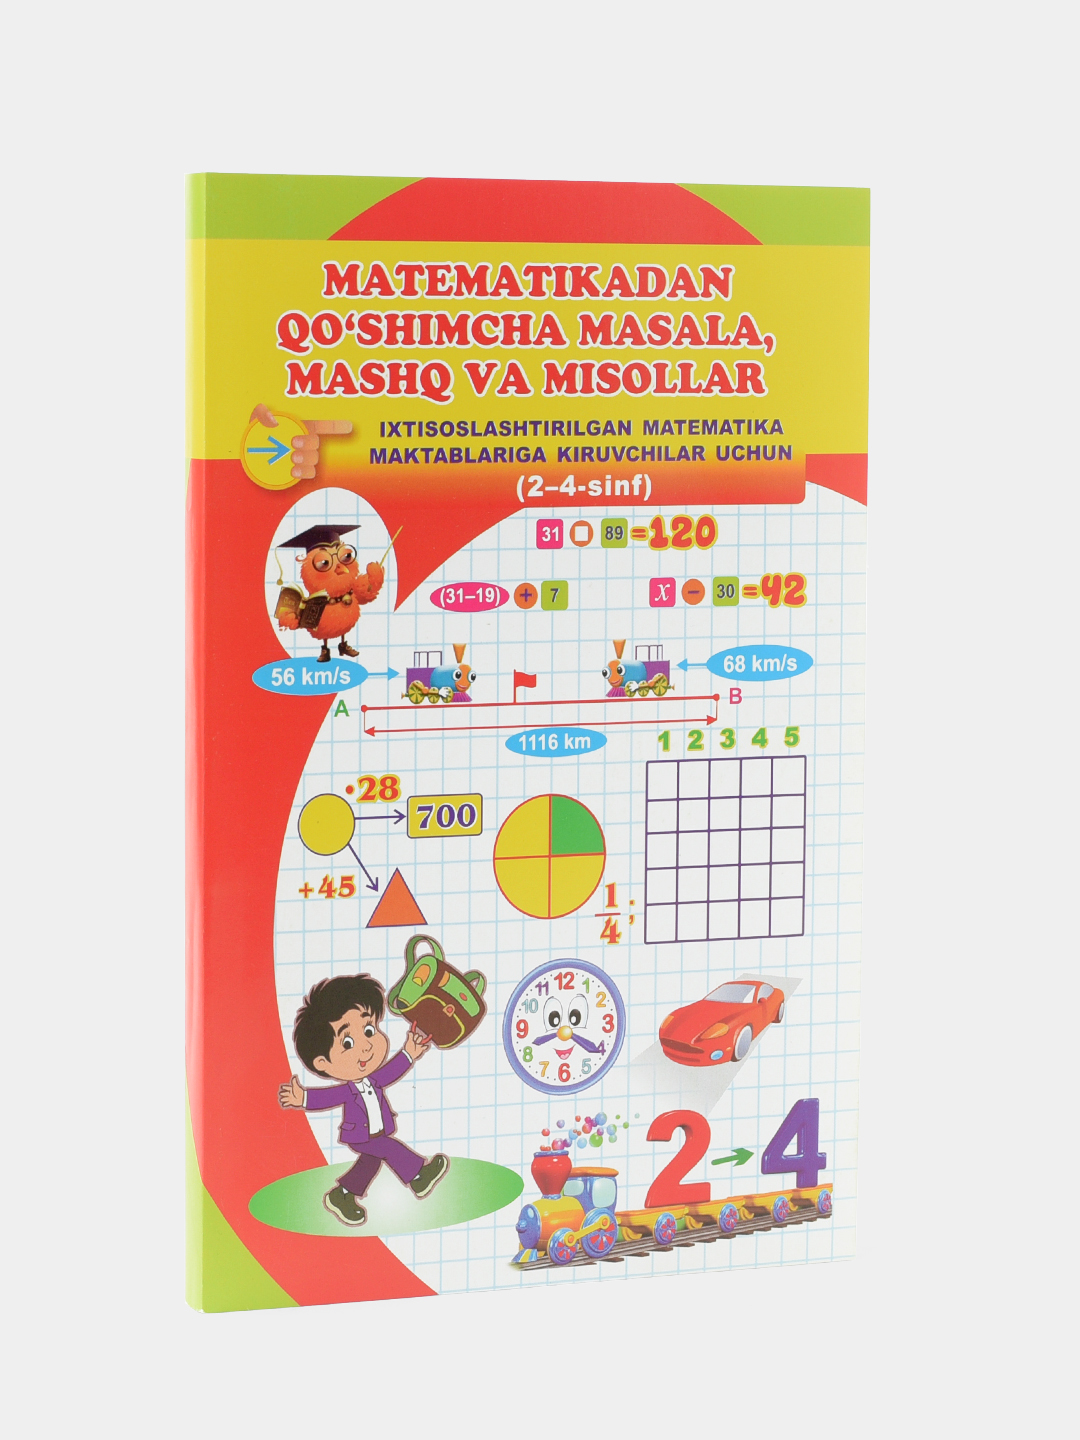 MATEMATIKADAN
QO‘SHIMCHA MASALA,
MASHQ VA MISOLLAR
IXTISOSLASHTIRILGAN MATEMATIKA
MAKTABLARIGA KIRUVCHILAR UCHUN
(2–4-sinf)
31 □ 89 =120
(31–19) + 7
x – 30 =42
56 km/s
68 km/s
A
B
1116 km
1 2 3 4 5
·28
700
+45
1/4;
12 1 2 3 4 5 6 7 8 9 10 11
2 → 4